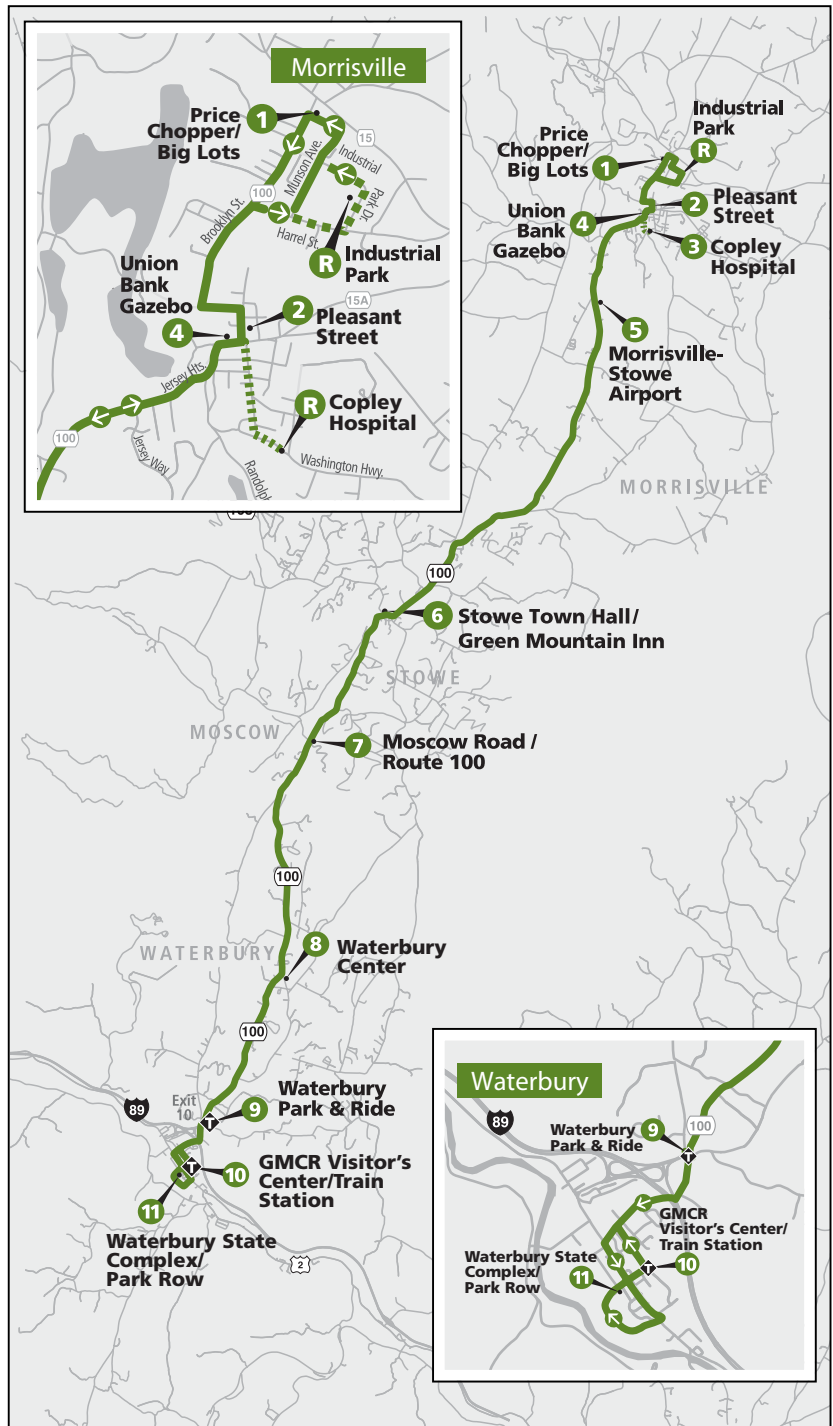 Morrisville
Price
Chopper/
Big Lots
1
15
Industrial
Park Dr.
Munson Ave.
100
Brooklyn St.
Harrel St.
R
Industrial
Park
Union
Bank
Gazebo
4
2
Pleasant
Street
15A
Jersey Hts.
R
Copley
Hospital
100
Jersey Way
Randolph
Washington Hwy.
Industrial
Park
R
Price
Chopper/
Big Lots
1
2
Pleasant
Street
Union
Bank
Gazebo
4
3
Copley
Hospital
5
Morrisville-
Stowe
Airport
MORRISVILLE
100
6
Stowe Town Hall/
Green Mountain Inn
STOWE
MOSCOW
7
Moscow Road /
Route 100
100
WATERBURY
8
Waterbury
Center
100
Exit
10
89
9
Waterbury
Park & Ride
T
T
10
GMCR Visitor's
Center/Train
Station
11
Waterbury State
Complex/
Park Row
2
Waterbury
89
Waterbury
Park & Ride
9
100
T
GMCR
Visitor's Center/
Train Station
T
10
Waterbury State
Complex/
Park Row
11